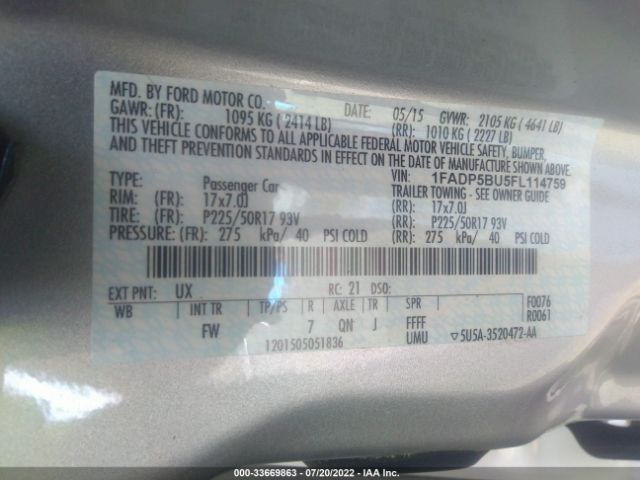 MFD. BY FORD MOTOR CO. DATE: 05/15 GVWR: 2105 KG ( 4641 LB)
GAWR: (FR): 1095 KG ( 2414 LB) (RR): 1010 KG ( 2227 LB)
THIS VEHICLE CONFORMS TO ALL APPLICABLE FEDERAL MOTOR VEHICLE SAFETY, BUMPER,
AND THEFT PREVENTION STANDARDS IN EFFECT ON THE DATE OF MANUFACTURE SHOWN ABOVE.
VIN: 1FADP5BU5FL114759
TYPE: Passenger Car TRAILER TOWING - SEE OWNER GUIDE
RIM: (FR): 17x7.0J (RR): 17x7.0J
TIRE: (FR): P225/50R17 93V (RR): P225/50R17 93V
PRESSURE: (FR): 275 kPa/ 40 PSI COLD (RR): 275 kPa/ 40 PSI COLD
EXT PNT: UX RC: 21 DSO: F0076
WB INT TR TP/PS R AXLE TR SPR R0061
FW 7 QN J FFFF
1201505051836 UMU ▽5U5A-3520472-AA
000-33669863 - 07/20/2022 - IAA Inc.